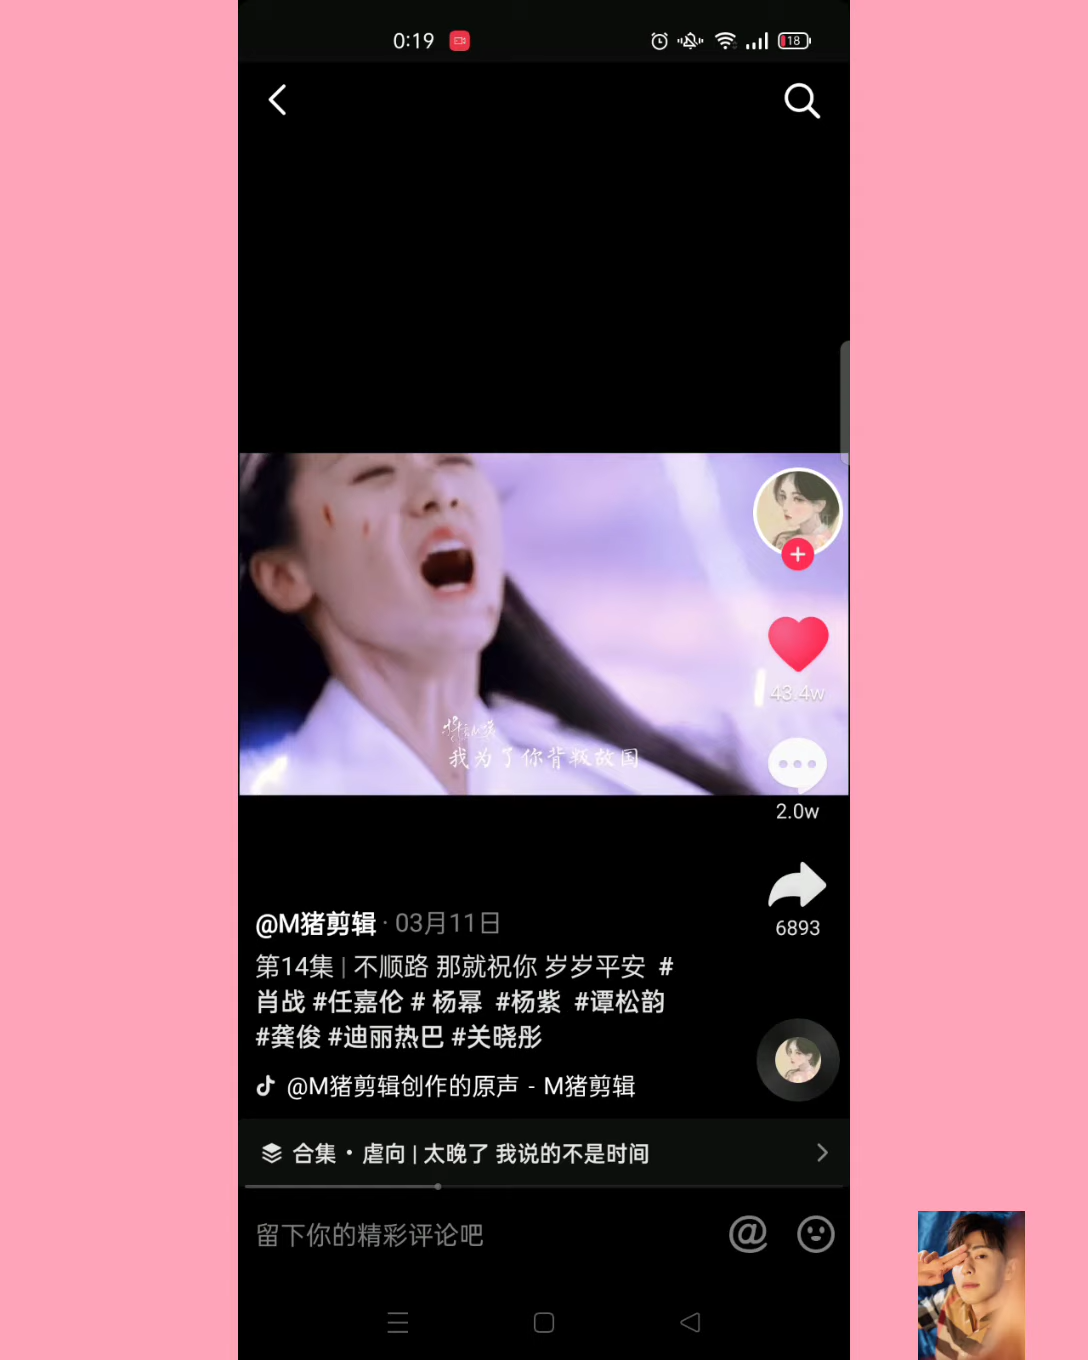 0:19
18
43.4w
我为了你背叛故国
2.0w
6893
@M猪剪辑 · 03月11日
第14集 | 不顺路 那就祝你 岁岁平安 #
肖战 #任嘉伦 # 杨幂 #杨紫 #谭松韵
#龚俊 #迪丽热巴 #关晓彤
@M猪剪辑创作的原声 - M猪剪辑
合集 · 虐向 | 太晚了 我说的不是时间
留下你的精彩评论吧